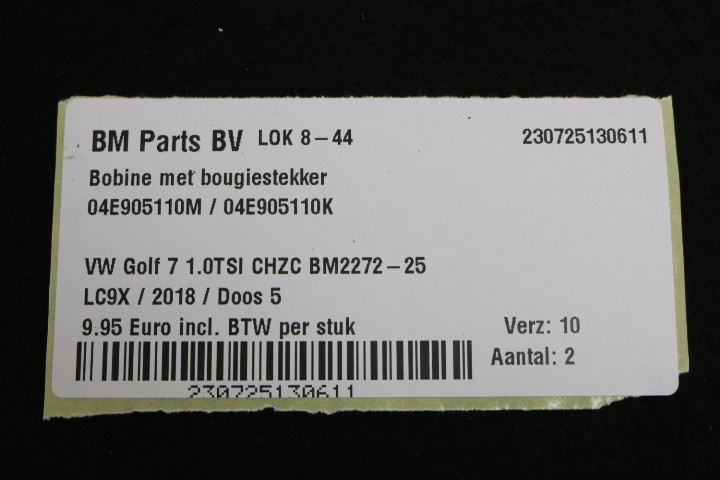 BM Parts BV LOK 8-44 230725130611
Bobine met bougiestekker
04E905110M / 04E905110K
VW Golf 7 1.0TSI CHZC BM2272-25
LC9X / 2018 / Doos 5
9.95 Euro incl. BTW per stuk Verz: 10
Aantal: 2
230725130611